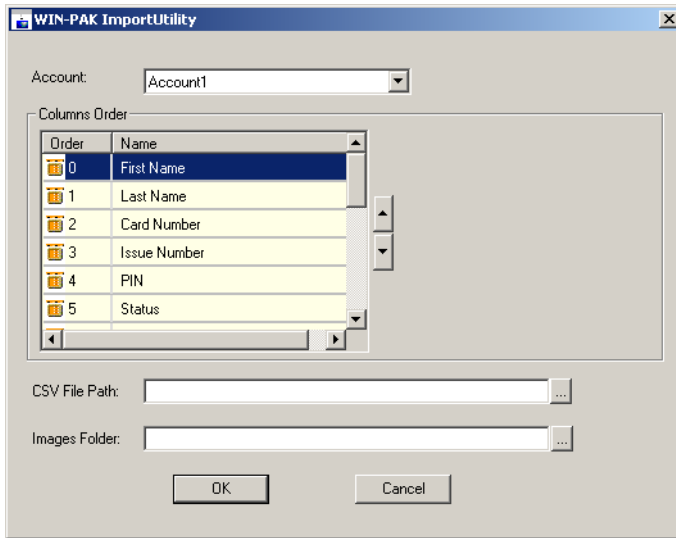 WIN-PAK ImportUtility
Account:
Account1
Columns Order
Order Name
0 First Name
1 Last Name
2 Card Number
3 Issue Number
4 PIN
5 Status
CSV File Path:
...
Images Folder:
...
OK Cancel